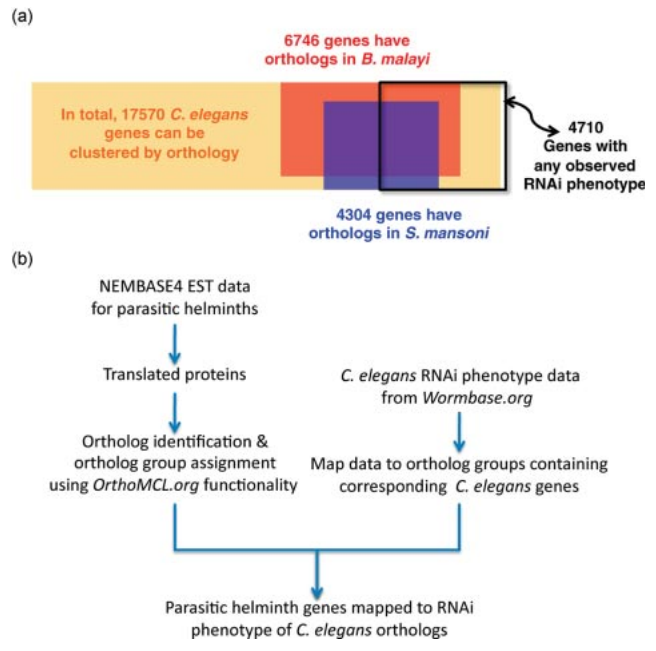 (a)
6746 genes have
orthologs in B. malayi
In total, 17570 C. elegans
genes can be
clustered by orthology
4710
Genes with
any observed
RNAi phenotype
4304 genes have
orthologs in S. mansoni
(b)
NEMBASE4 EST data
for parasitic helminths
Translated proteins
Ortholog identification &
ortholog group assignment
using OrthoMCL.org functionality
C. elegans RNAi phenotype data
from Wormbase.org
Map data to ortholog groups containing
corresponding C. elegans genes
Parasitic helminth genes mapped to RNAi
phenotype of C. elegans orthologs